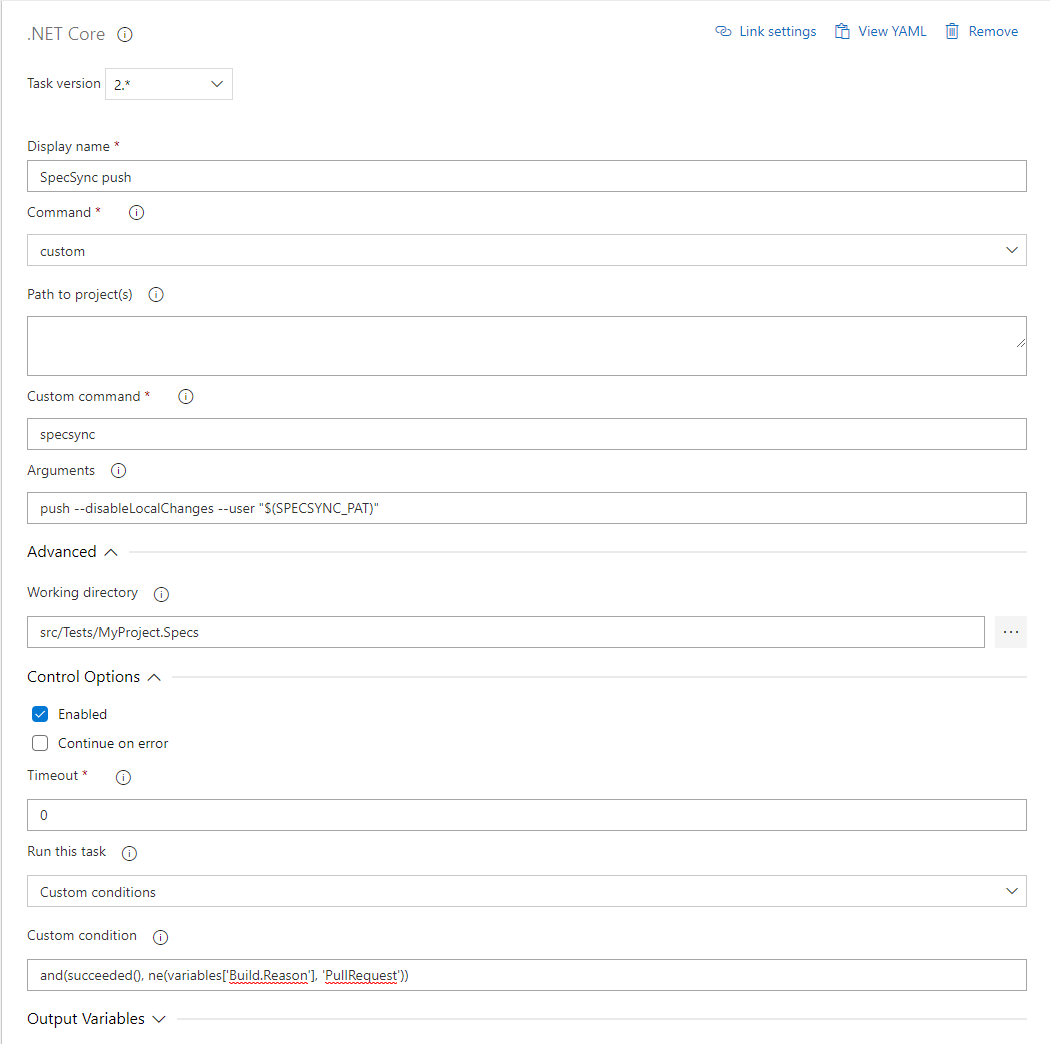 .NET Core
Link settings
View YAML
Remove
Task version
2.*
Display name *
SpecSync push
Command *
custom
Path to project(s)
Custom command *
specsync
Arguments
push --disableLocalChanges --user "$(SPECSYNC_PAT)"
Advanced
Working directory
src/Tests/MyProject.Specs
Control Options
Enabled
Continue on error
Timeout *
0
Run this task
Custom conditions
Custom condition
and(succeeded(), ne(variables['Build.Reason'], 'PullRequest'))
Output Variables